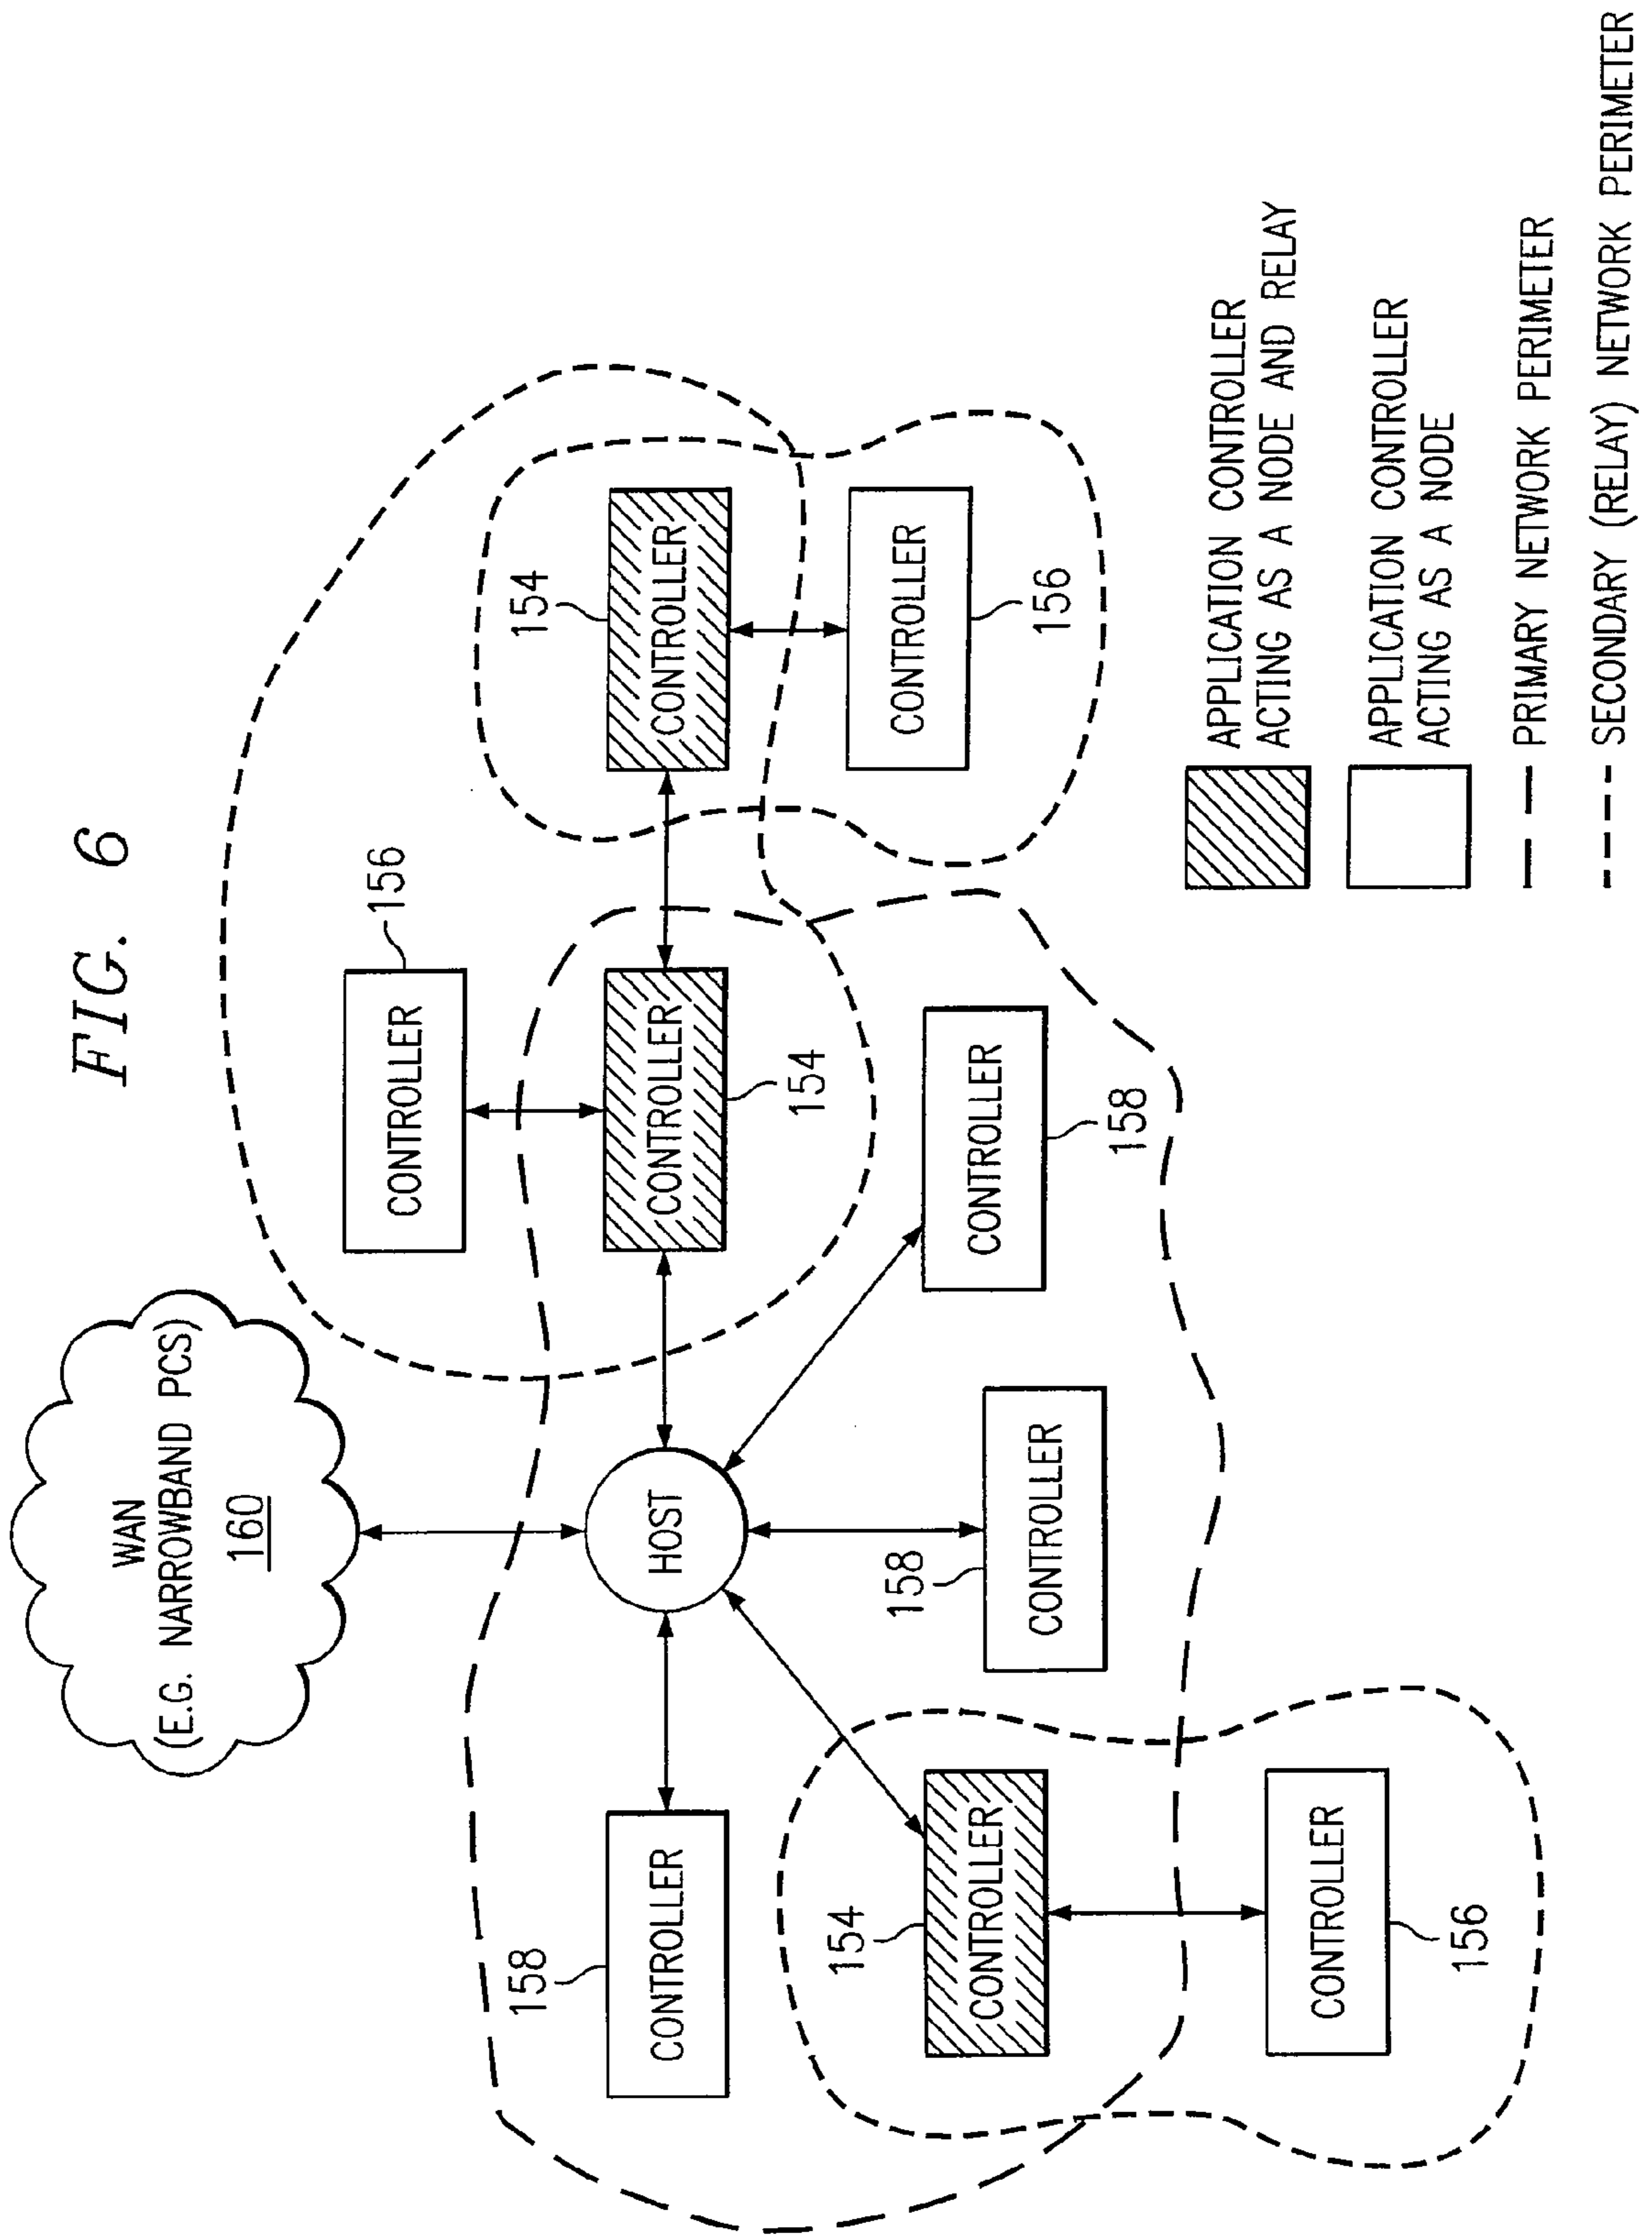 FIG. 6
WAN
(E.G. NARROWBAND PCS)
160
CONTROLLER
156
154
CONTROLLER
158
CONTROLLER
HOST
CONTROLLER
154
CONTROLLER
154
CONTROLLER
158
CONTROLLER
158
CONTROLLER
156
CONTROLLER
156
CONTROLLER
APPLICATION CONTROLLER
ACTING AS A NODE AND RELAY
APPLICATION CONTROLLER
ACTING AS A NODE
PRIMARY NETWORK PERIMETER
SECONDARY (RELAY) NETWORK PERIMETER